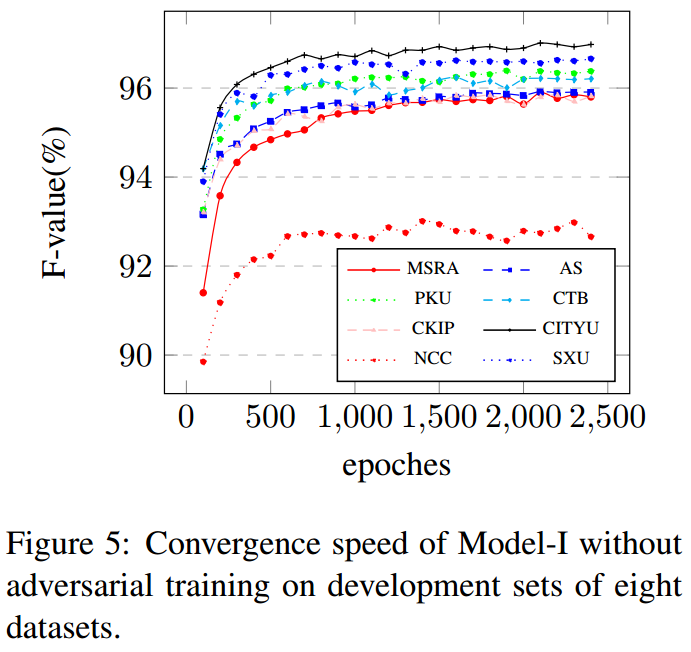 96
94
92
90
F-value(%)
MSRA AS
PKU CTB
CKIP CITYU
NCC SXU
0 500 1,000 1,500 2,000 2,500
epoches
Figure 5: Convergence speed of Model-I without
adversarial training on development sets of eight
datasets.